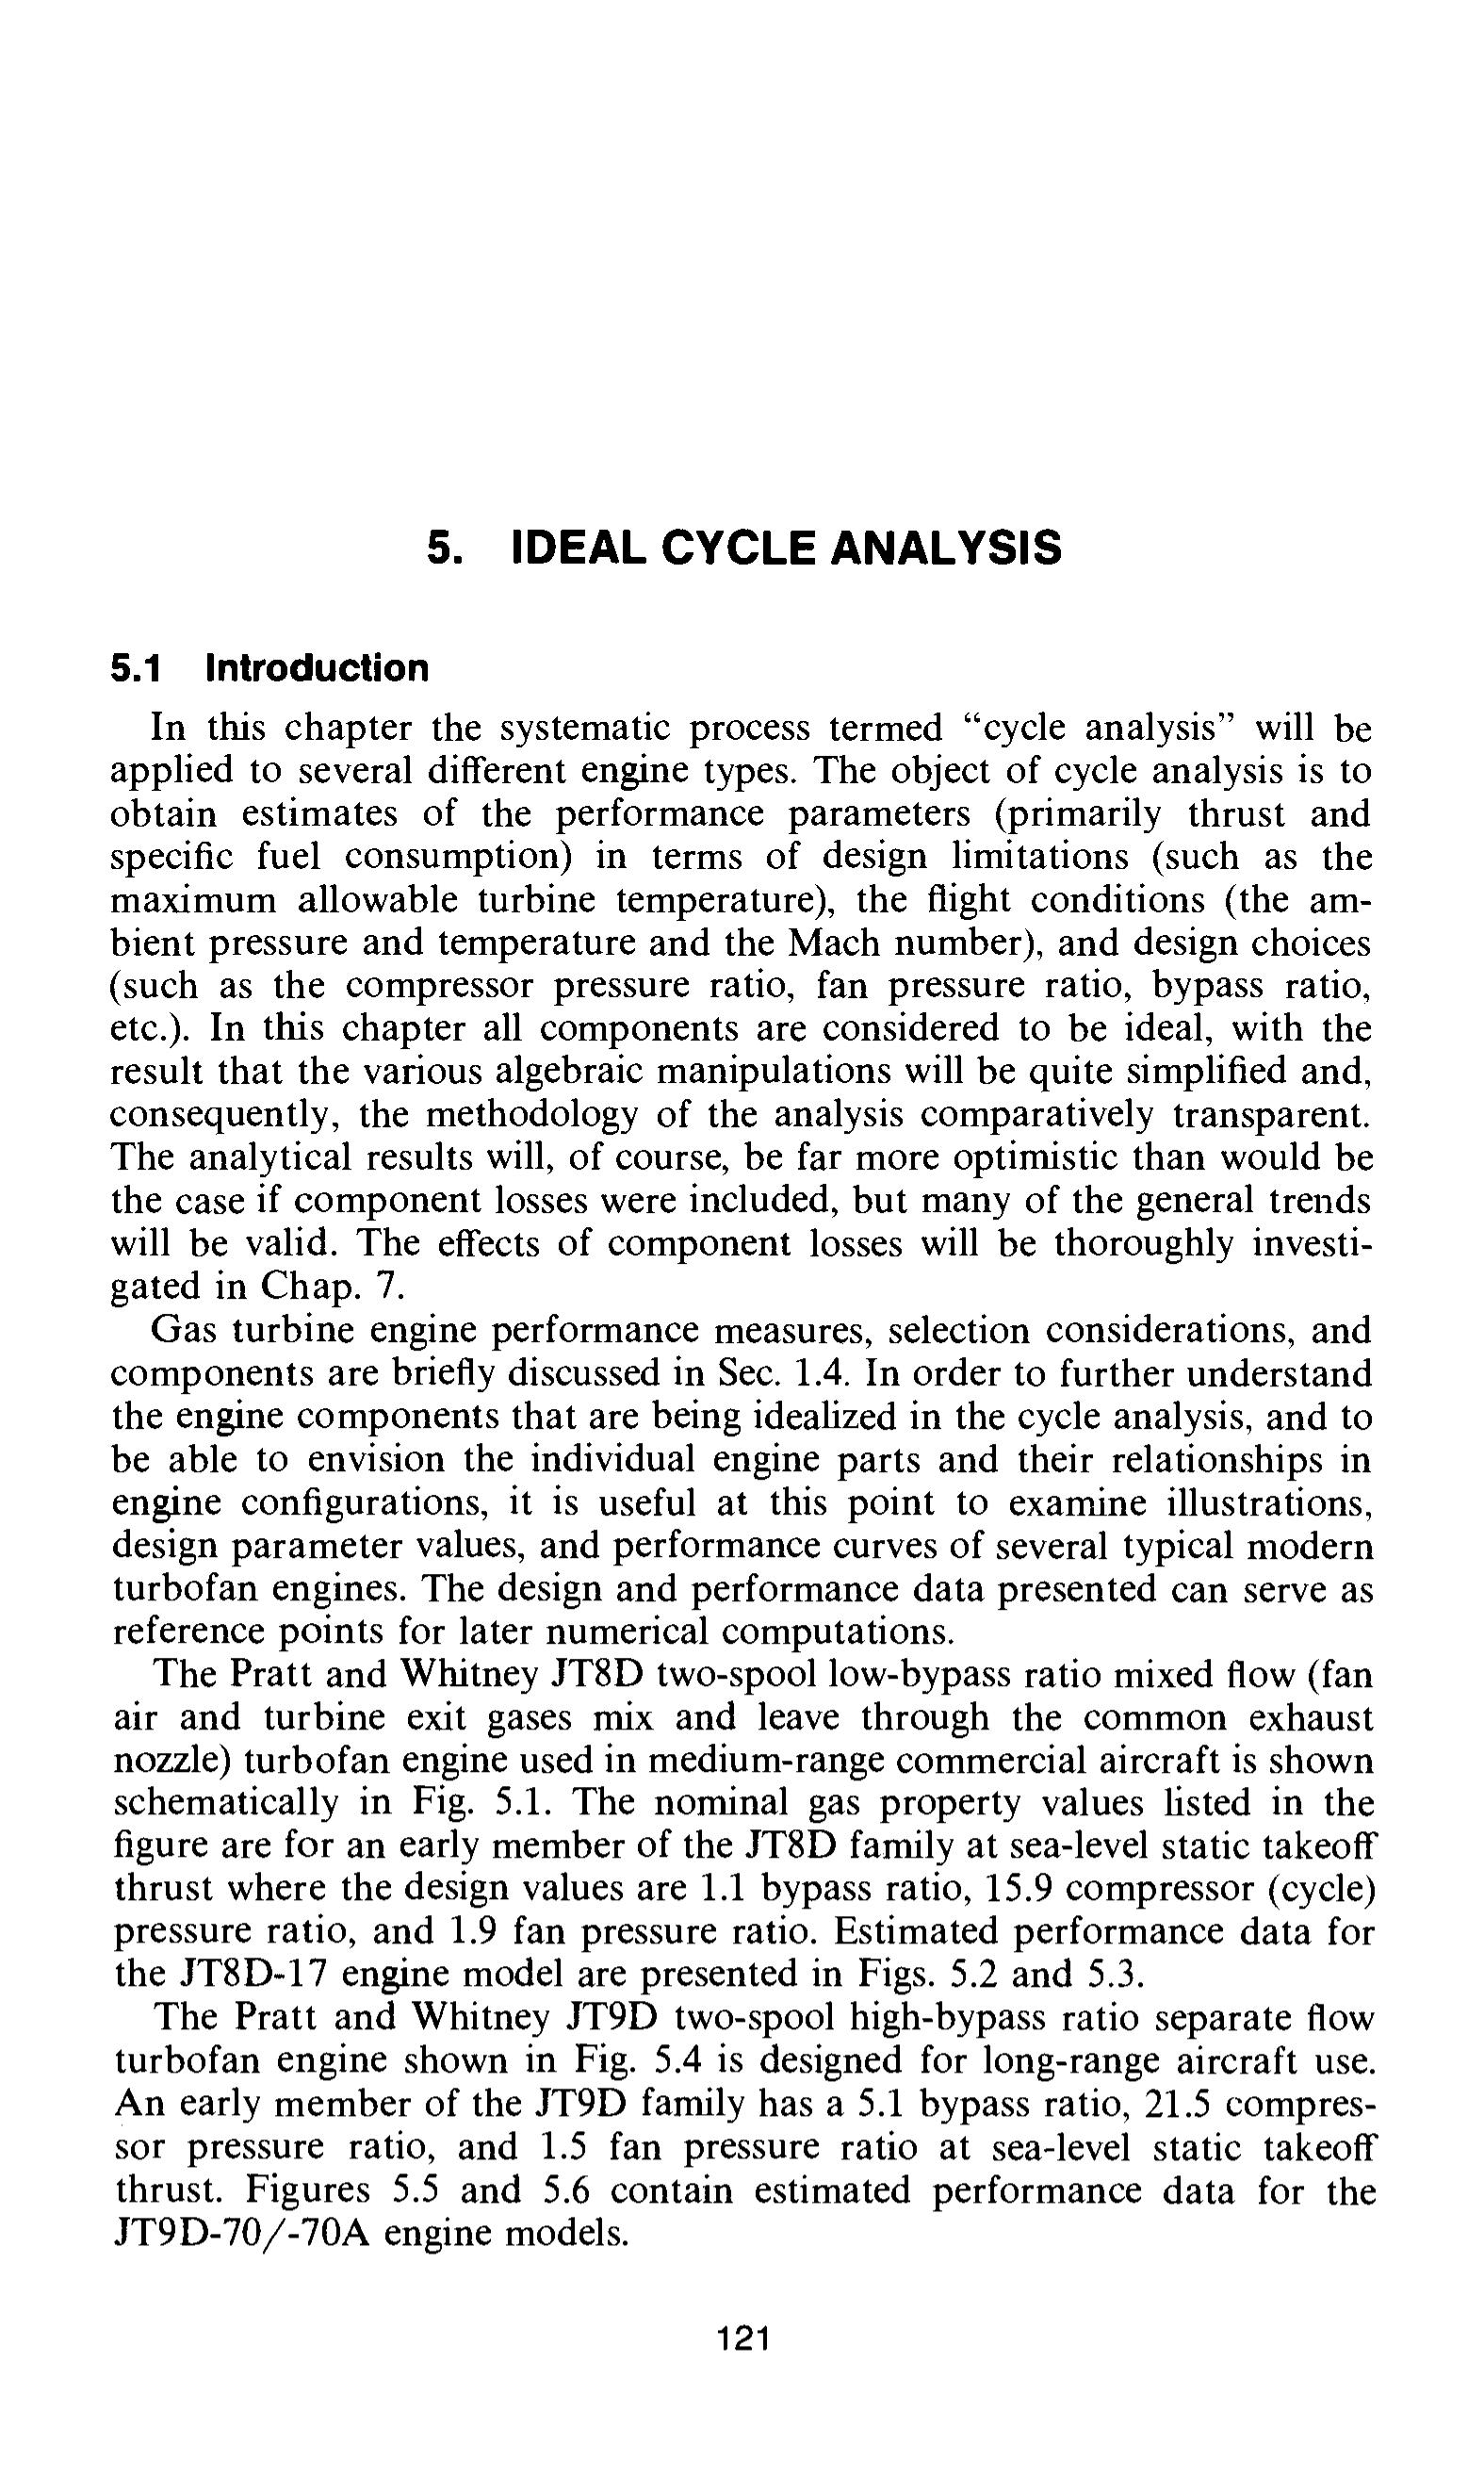 5. IDEAL CYCLE ANALYSIS
5.1 Introduction
In this chapter the systematic process termed “cycle analysis” will be
applied to several different engine types. The object of cycle analysis is to
obtain estimates of the performance parameters (primarily thrust and
specific fuel consumption) in terms of design limitations (such as the
maximum allowable turbine temperature), the flight conditions (the am-
bient pressure and temperature and the Mach number), and design choices
(such as the compressor pressure ratio, fan pressure ratio, bypass ratio,
etc.). In this chapter all components are considered to be ideal, with the
result that the various algebraic manipulations will be quite simplified and,
consequently, the methodology of the analysis comparatively transparent.
The analytical results will, of course, be far more optimistic than would be
the case if component losses were included, but many of the general trends
will be valid. The effects of component losses will be thoroughly investi-
gated in Chap. 7.
Gas turbine engine performance measures, selection considerations, and
components are briefly discussed in Sec. 1.4. In order to further understand
the engine components that are being idealized in the cycle analysis, and to
be able to envision the individual engine parts and their relationships in
engine configurations, it is useful at this point to examine illustrations,
design parameter values, and performance curves of several typical modern
turbofan engines. The design and performance data presented can serve as
reference points for later numerical computations.
The Pratt and Whitney JT8D two-spool low-bypass ratio mixed flow (fan
air and turbine exit gases mix and leave through the common exhaust
nozzle) turbofan engine used in medium-range commercial aircraft is shown
schematically in Fig. 5.1. The nominal gas property values listed in the
figure are for an early member of the JT8D family at sea-level static takeoff
thrust where the design values are 1.1 bypass ratio, 15.9 compressor (cycle)
pressure ratio, and 1.9 fan pressure ratio. Estimated performance data for
the JT8D-17 engine model are presented in Figs. 5.2 and 5.3.
The Pratt and Whitney JT9D two-spool high-bypass ratio separate flow
turbofan engine shown in Fig. 5.4 is designed for long-range aircraft use.
An early member of the JT9D family has a 5.1 bypass ratio, 21.5 compres-
sor pressure ratio, and 1.5 fan pressure ratio at sea-level static takeoff
thrust. Figures 5.5 and 5.6 contain estimated performance data for the
JT9D-70/-70A engine models.
121